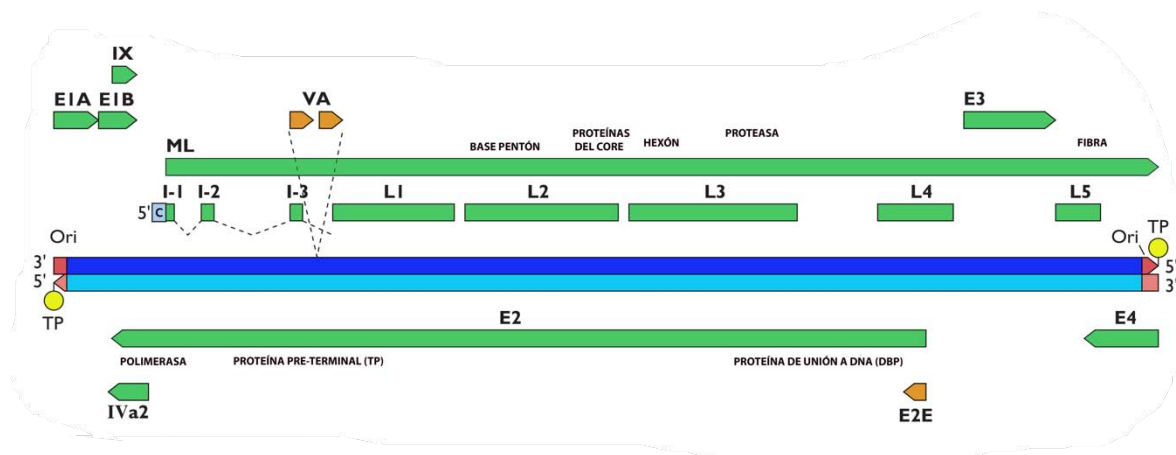 IX
E1A E1B VA E3
ML BASE PENTÓN PROTEÍNAS DEL CORE HEXÓN PROTEASA FIBRA
I-1 I-2 I-3 L1 L2 L3 L4 L5
5' C
Ori Ori TP
3' 5'
5' 3'
TP
E2 E4
POLIMERASA PROTEÍNA PRE-TERMINAL (TP) PROTEÍNA DE UNIÓN A DNA (DBP)
IVa2 E2E